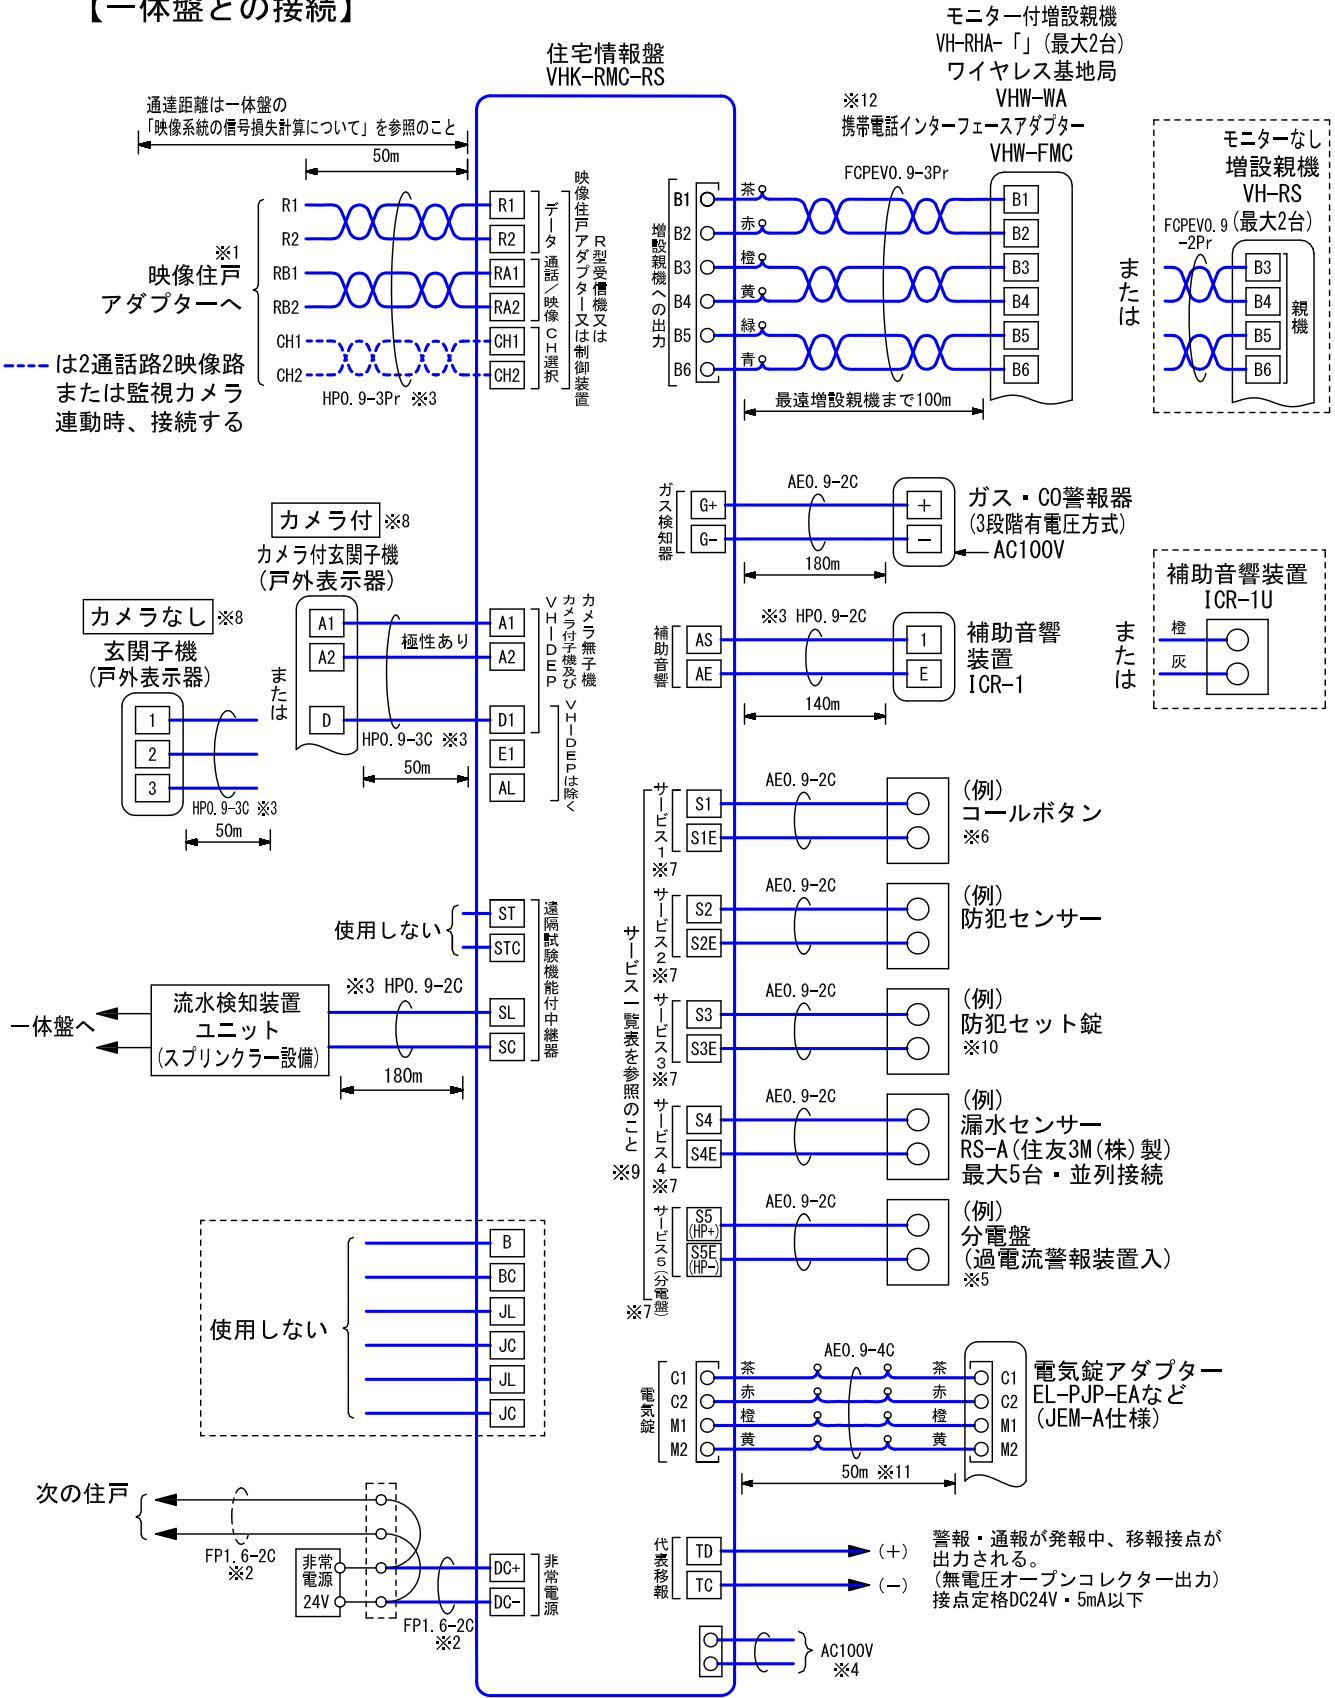 【一体盤との接続】
住宅情報盤
VHK-RMC-RS
通達距離は一体盤の
「映像系統の信号損失計算について」を参照のこと
50m
R1
R2
RB1
RB2
CH1
CH2
※1
映像住戸
アダプターへ
は2通話路2映像路
または監視カメラ
連動時、接続する
HP0.9-3Pr ※3
R1
R2
RA1
RA2
CH1
CH2
データ
通話/映像
CH選択
映像住戸アダプター又は制御装置
R型受信機又は
増設親機への出力
B1
B2
B3
B4
B5
B6
茶
赤
橙
黄
緑
青
モニター付増設親機
VH-RHA-「」(最大2台)
ワイヤレス基地局
VHW-WA
※12
携帯電話インターフェースアダプター
VHW-FMC
FCPEV0.9-3Pr
B1
B2
B3
B4
B5
B6
最遠増設親機まで100m
または
モニターなし
増設親機
VH-RS
(最大2台)
FCPEV0.9
-2Pr
B3
B4
B5
B6
親機
ガス検知器
G+
G-
AE0.9-2C
180m
+
-
ガス・CO警報器
(3段階有電圧方式)
AC100V
カメラ付 ※8
カメラ付玄関子機
(戸外表示器)
A1
A2
D
極性あり
HP0.9-3C ※3
50m
カメラなし ※8
玄関子機
(戸外表示器)
1
2
3
HP0.9-3C ※3
50m
または
A1
A2
D1
E1
AL
VHIDEP
カメラ付子機及び
カメラ無子機
VHIDEPは除く
補助音響
AS
AE
※3 HP0.9-2C
140m
1
E
補助音響
装置
ICR-1
または
補助音響装置
ICR-1U
橙
灰
サービス一覧表を参照のこと
※9
サービス1
※7
S1
S1E
AE0.9-2C
(例)
コールボタン
※6
サービス2
※7
S2
S2E
AE0.9-2C
(例)
防犯センサー
サービス3
※7
S3
S3E
AE0.9-2C
(例)
防犯セット錠
※10
サービス4
※7
S4
S4E
AE0.9-2C
(例)
漏水センサー
RS-A(住友3M(株)製)
最大5台・並列接続
サービス5(分電盤)
※7
S5
(HP+)
S5E
(HP-)
AE0.9-2C
(例)
分電盤
(過電流警報装置入)
※5
使用しない
ST
STC
SL
SC
遠隔試験機能付中継器
※3 HP0.9-2C
180m
流水検知装置
ユニット
(スプリンクラー設備)
一体盤へ
使用しない
B
BC
JL
JC
JL
JC
電気錠
C1
C2
M1
M2
茶
赤
橙
黄
AE0.9-4C
茶
赤
橙
黄
C1
C2
M1
M2
電気錠アダプター
EL-PJP-EAなど
(JEM-A仕様)
50m ※11
次の住戸
FP1.6-2C
※2
非常
電源
24V
FP1.6-2C
※2
DC+
DC-
非常電源
代表移報
TD
TC
(+)
(-)
警報・通報が発報中、移報接点が
出力される。
(無電圧オープンコレクター出力)
接点定格DC24V・5mA以下
AC100V
※4